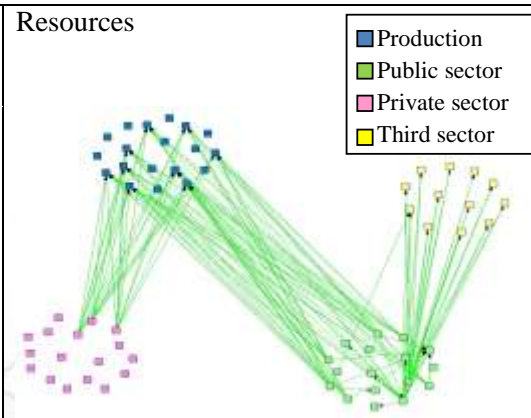 Resources
Production
Public sector
Private sector
Third sector